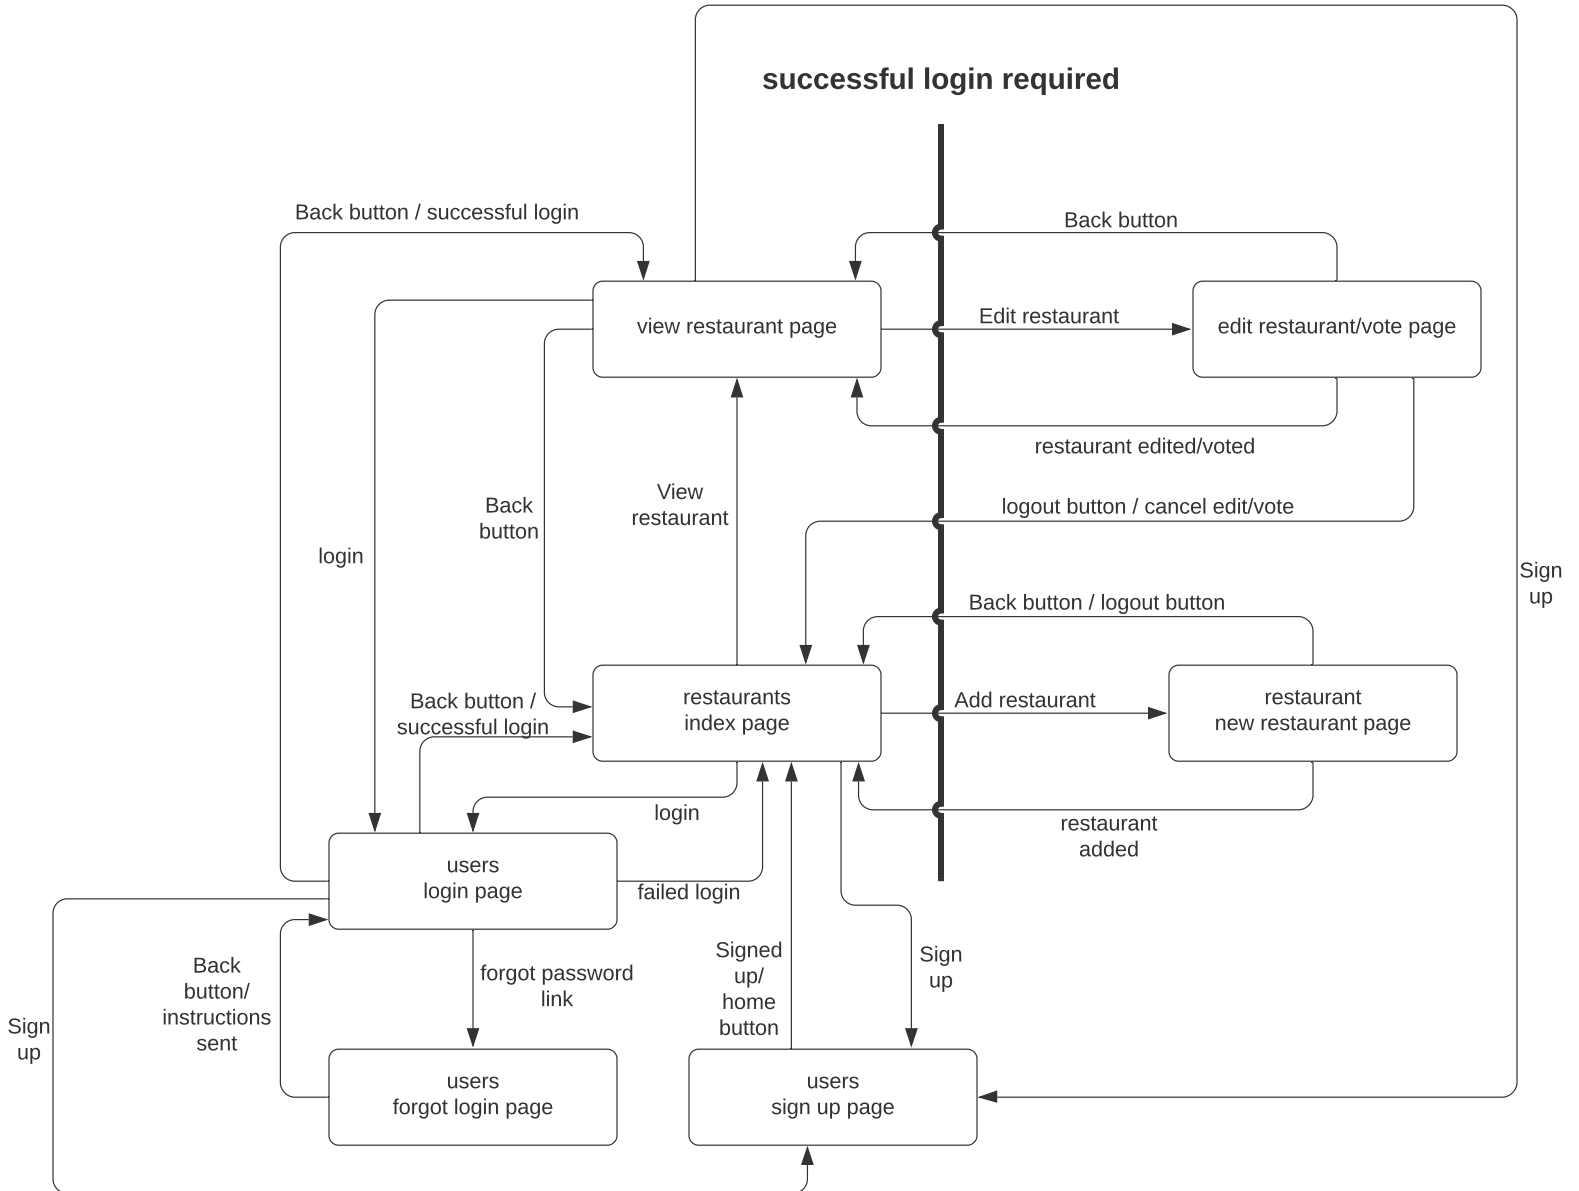 successful login required
Back button / successful login
Back button
view restaurant page
Edit restaurant
edit restaurant/vote page
restaurant edited/voted
View
restaurant
Back
button
logout button / cancel edit/vote
login
Sign
up
Back button / logout button
Back button /
successful login
restaurants
index page
Add restaurant
restaurant
new restaurant page
login
restaurant
added
users
login page
failed login
Signed
up/
home
button
Sign
up
Back
button/
instructions
sent
forgot password
link
Sign
up
users
forgot login page
users
sign up page